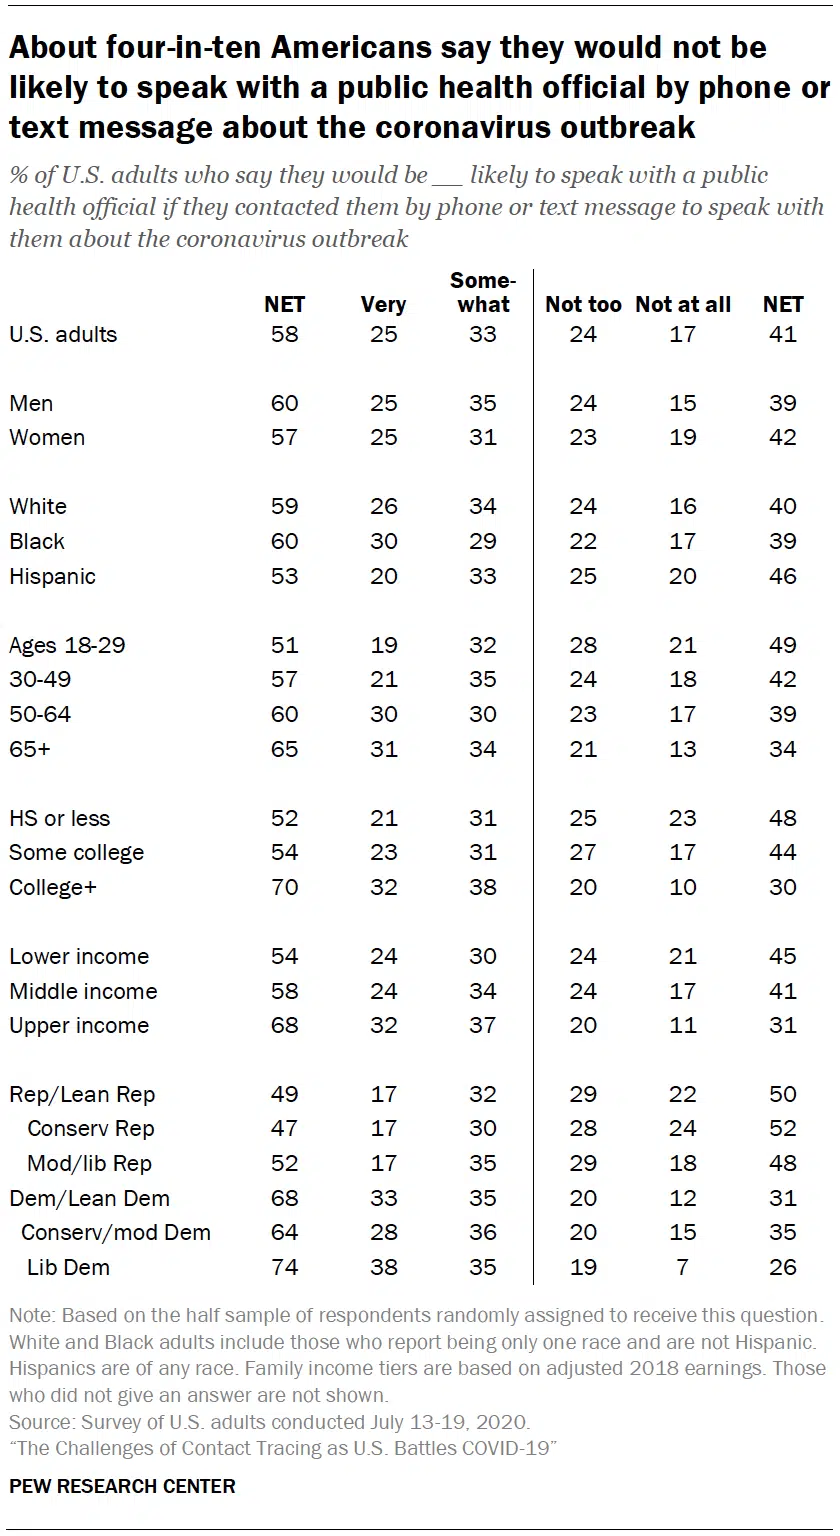 About four-in-ten Americans say they would not be
likely to speak with a public health official by phone or
text message about the coronavirus outbreak
% of U.S. adults who say they would be __ likely to speak with a public
health official if they contacted them by phone or text message to speak with
them about the coronavirus outbreak
NET Very Some-what Not too Not at all NET
U.S. adults 58 25 33 24 17 41
Men 60 25 35 24 15 39
Women 57 25 31 23 19 42
White 59 26 34 24 16 40
Black 60 30 29 22 17 39
Hispanic 53 20 33 25 20 46
Ages 18-29 51 19 32 28 21 49
30-49 57 21 35 24 18 42
50-64 60 30 30 23 17 39
65+ 65 31 34 21 13 34
HS or less 52 21 31 25 23 48
Some college 54 23 31 27 17 44
College+ 70 32 38 20 10 30
Lower income 54 24 30 24 21 45
Middle income 58 24 34 24 17 41
Upper income 68 32 37 20 11 31
Rep/Lean Rep 49 17 32 29 22 50
Conserv Rep 47 17 30 28 24 52
Mod/lib Rep 52 17 35 29 18 48
Dem/Lean Dem 68 33 35 20 12 31
Conserv/mod Dem 64 28 36 20 15 35
Lib Dem 74 38 35 19 7 26
Note: Based on the half sample of respondents randomly assigned to receive this question.
White and Black adults include those who report being only one race and are not Hispanic.
Hispanics are of any race. Family income tiers are based on adjusted 2018 earnings. Those
who did not give an answer are not shown.
Source: Survey of U.S. adults conducted July 13-19, 2020.
“The Challenges of Contact Tracing as U.S. Battles COVID-19”
PEW RESEARCH CENTER